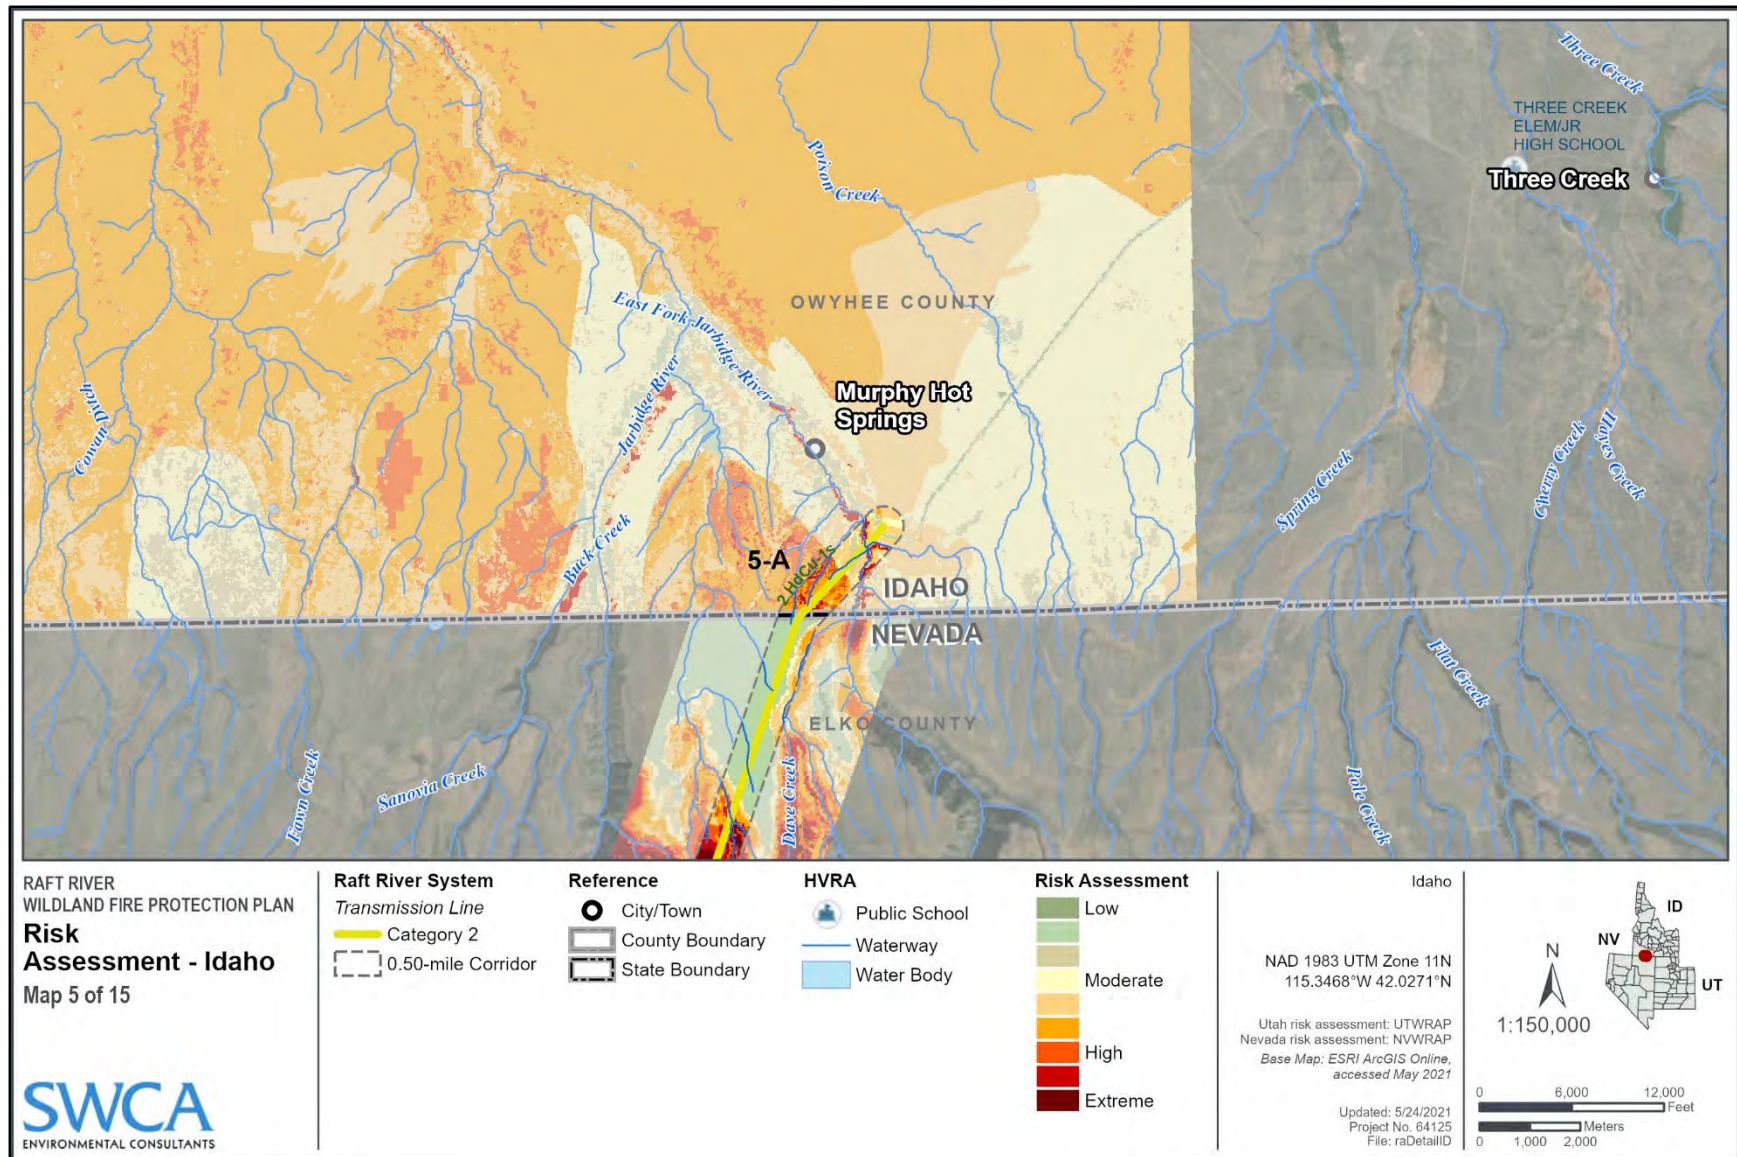 Three Creek
THREE CREEK
ELEM/JR
HIGH SCHOOL
Three Creek
Poison Creek
OWYHEE COUNTY
East Fork Jarbidge River
Jarbidge River
Murphy Hot
Springs
Cowan Ditch
Buck Creek
5-A
2 HdCu-1s
IDAHO
NEVADA
Spring Creek
Cherry Creek
Havyes Creek
Flat Creek
ELKO COUNTY
Fawn Creek
Sanovia Creek
Dave Creek
Pole Creek
RAFT RIVER
WILDLAND FIRE PROTECTION PLAN
Risk
Assessment - Idaho
Map 5 of 15
SWCA
ENVIRONMENTAL CONSULTANTS
Raft River System
Transmission Line
Category 2
0.50-mile Corridor
Reference
City/Town
County Boundary
State Boundary
HVRA
Public School
Waterway
Water Body
Risk Assessment
Low
Moderate
High
Extreme
Idaho
NAD 1983 UTM Zone 11N
115.3468°W 42.0271°N
Utah risk assessment: UTWRAP
Nevada risk assessment: NVWRAP
Base Map: ESRI ArcGIS Online,
accessed May 2021
Updated: 5/24/2021
Project No. 64125
File: raDetailID
ID
NV
UT
N
1:150,000
0 6,000 12,000
Feet
Meters
0 1,000 2,000